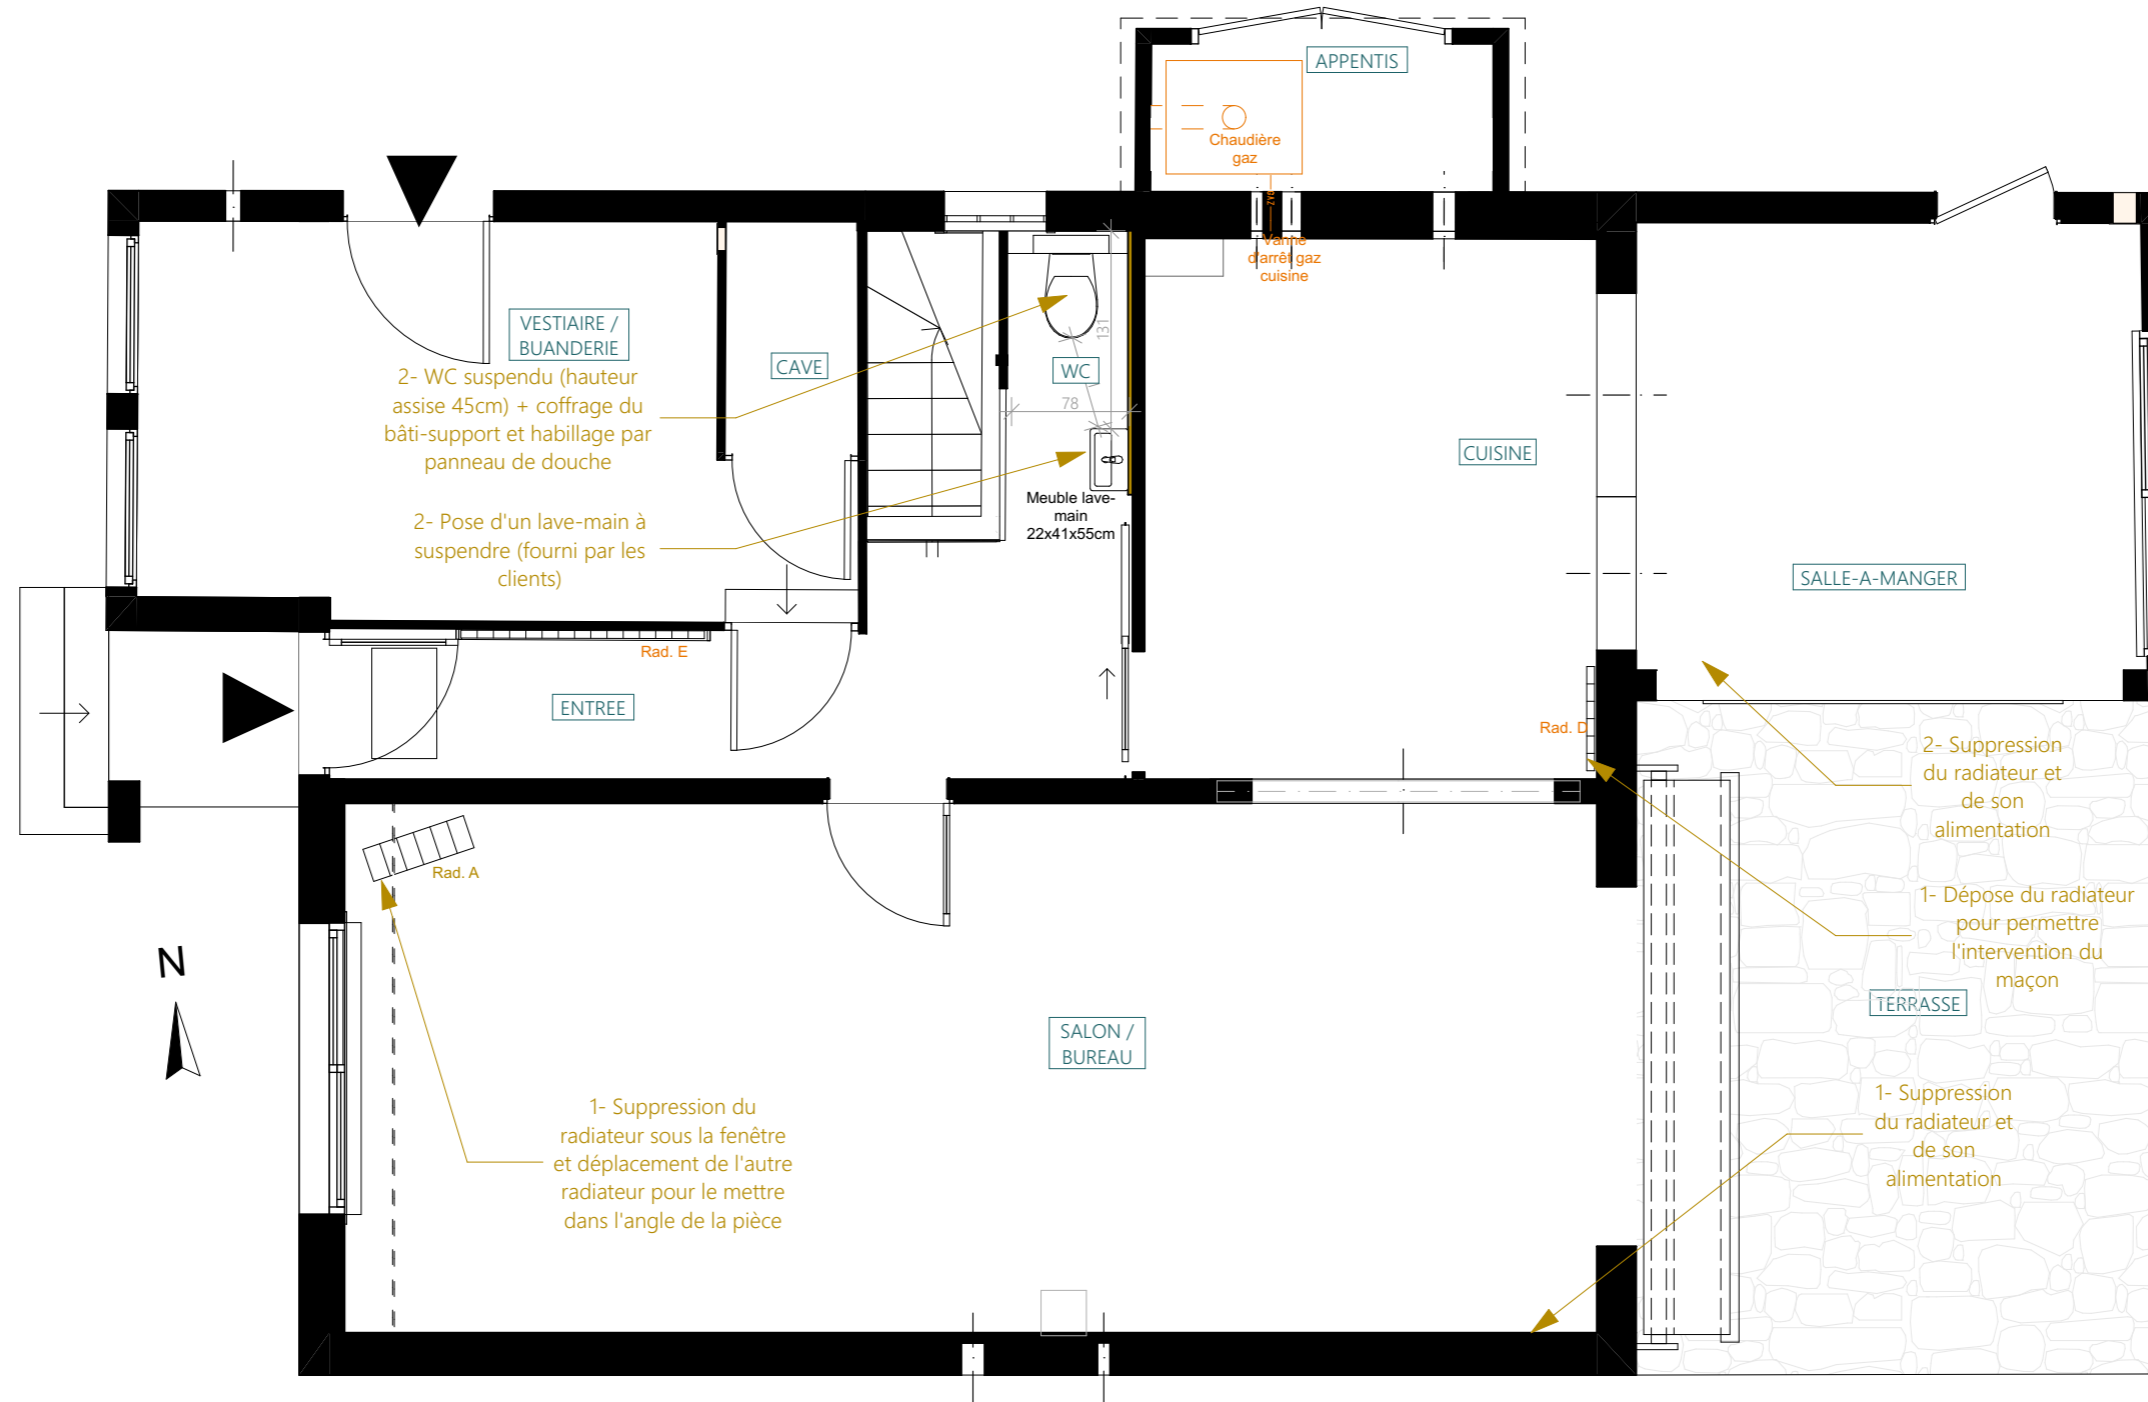 APPENTIS
Chaudière
gaz
GAZ
Vanne
d'arrêt gaz
cuisine
VESTIAIRE /
BUANDERIE
2- WC suspendu (hauteur
assise 45cm) + coffrage du
bâti-support et habillage par
panneau de douche
2- Pose d'un lave-main à
suspendre (fourni par les
clients)
CAVE
WC
131
78
Meuble lave-
main
22x41x55cm
CUISINE
SALLE-A-MANGER
Rad. E
ENTREE
Rad. D
2- Suppression
du radiateur et
de son
alimentation
1- Dépose du radiateur
pour permettre
l'intervention du
maçon
TERRASSE
Rad. A
N
SALON /
BUREAU
1- Suppression du
radiateur sous la fenêtre
et déplacement de l'autre
radiateur pour le mettre
dans l'angle de la pièce
1- Suppression
du radiateur et
de son
alimentation